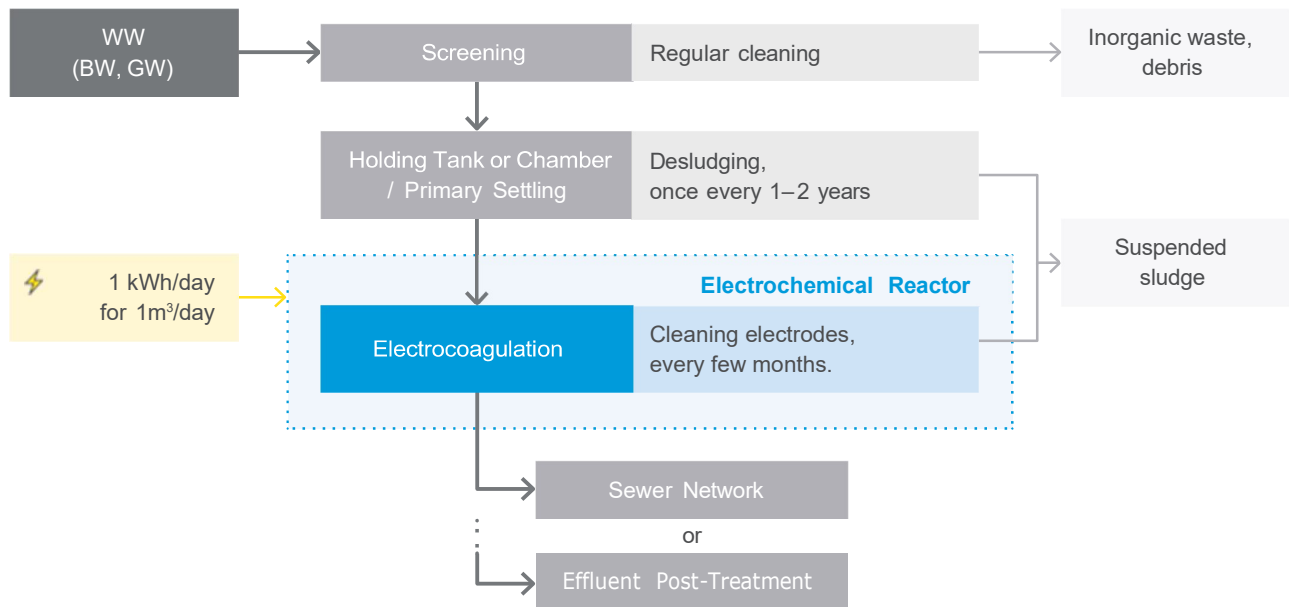 WW
(BW, GW)
Screening
Regular cleaning
Inorganic waste,
debris
Holding Tank or Chamber
/ Primary Settling
Desludging,
once every 1–2 years
Suspended
sludge
1 kWh/day
for 1m³/day
Electrochemical Reactor
Electrocoagulation
Cleaning electrodes,
every few months.
Sewer Network
or
Effluent Post-Treatment